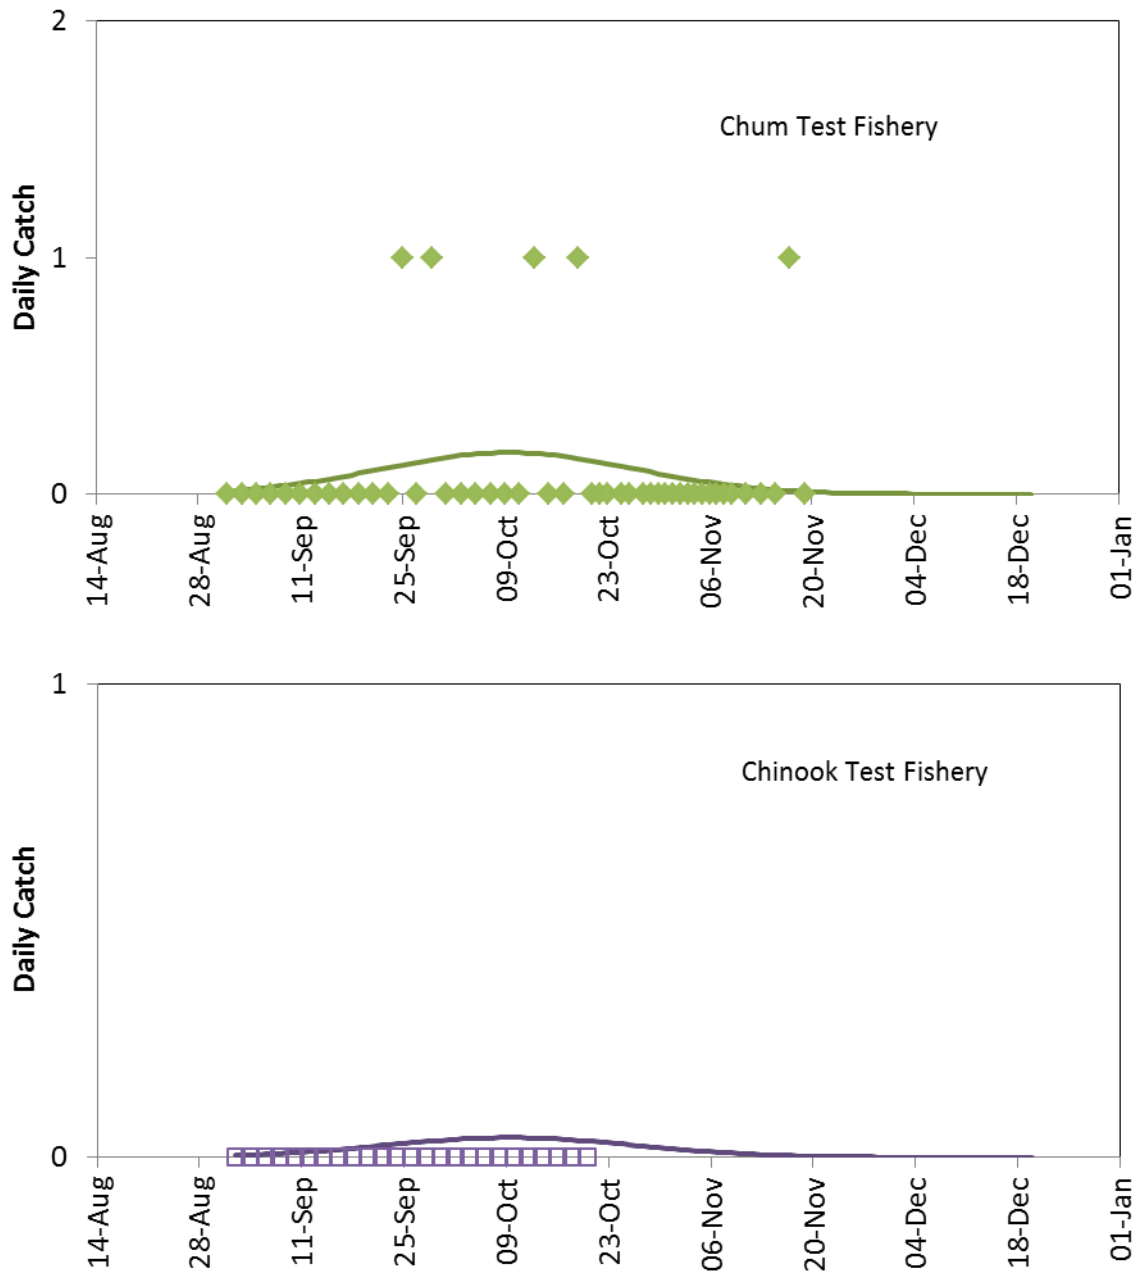 2
Chum Test Fishery
Daily Catch
1
0
14-Aug
28-Aug
11-Sep
25-Sep
09-Oct
23-Oct
06-Nov
20-Nov
04-Dec
18-Dec
01-Jan
1
Chinook Test Fishery
Daily Catch
0
14-Aug
28-Aug
11-Sep
25-Sep
09-Oct
23-Oct
06-Nov
20-Nov
04-Dec
18-Dec
01-Jan